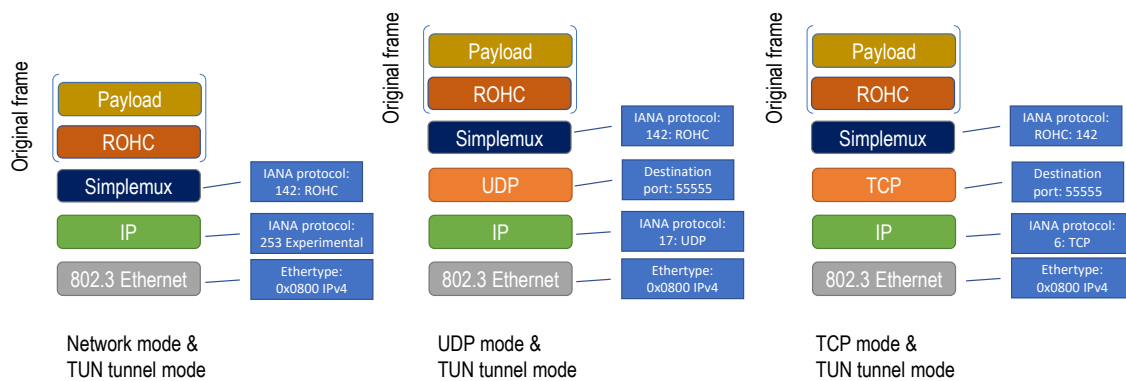 Original frame
Payload
ROHC
Simplemux
IANA protocol:
142: ROHC
IP
IANA protocol:
253 Experimental
802.3 Ethernet
Ethertype:
0x0800 IPv4
Network mode &
TUN tunnel mode
Original frame
Payload
ROHC
Simplemux
IANA protocol:
142: ROHC
UDP
Destination
port: 55555
IP
IANA protocol:
17: UDP
802.3 Ethernet
Ethertype:
0x0800 IPv4
UDP mode &
TUN tunnel mode
Original frame
Payload
ROHC
Simplemux
IANA protocol:
ROHC: 142
TCP
Destination
port: 55555
IP
IANA protocol:
6: TCP
802.3 Ethernet
Ethertype:
0x0800 IPv4
TCP mode &
TUN tunnel mode